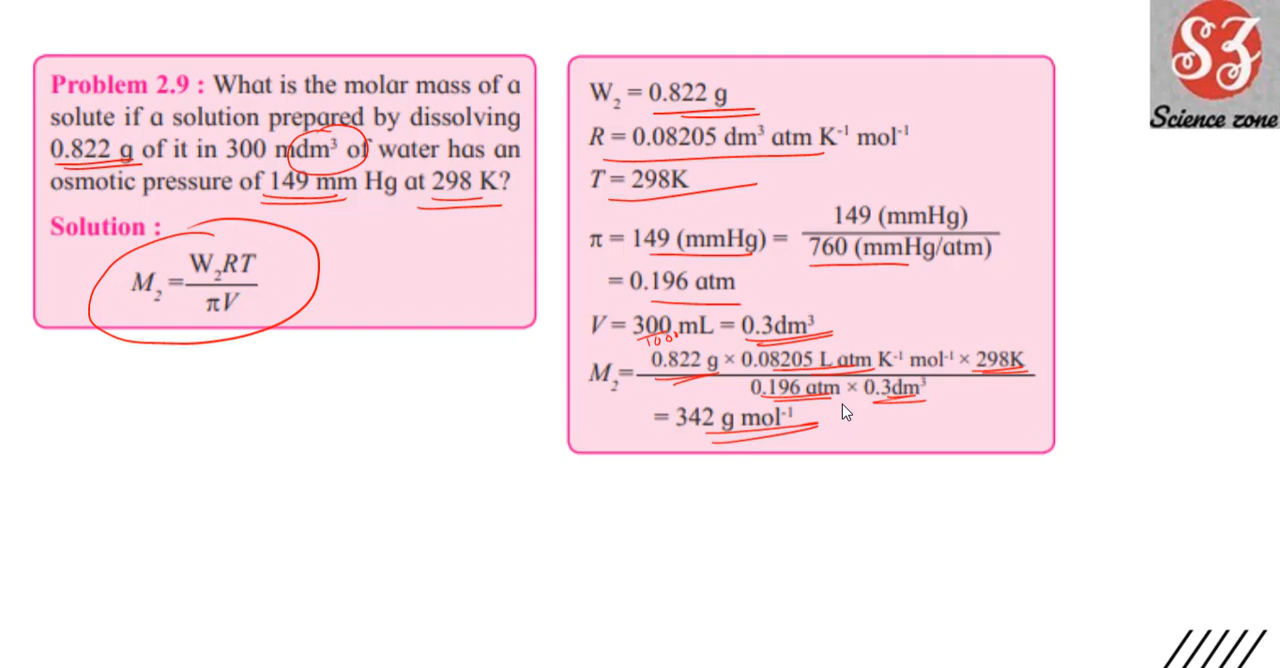 SZ
Science zone
Problem 2.9 : What is the molar mass of a
solute if a solution prepared by dissolving
0.822 g of it in 300 mdm³ of water has an
osmotic pressure of 149 mm Hg at 298 K?
Solution :
M₂ = W₂RT / πV
W₂ = 0.822 g
R = 0.08205 dm³ atm K⁻¹ mol⁻¹
T = 298K
π = 149 (mmHg) = 149 (mmHg) / 760 (mmHg/atm)
= 0.196 atm
V = 300 mL = 0.3dm³
100
M₂ = 0.822 g × 0.08205 L atm K⁻¹ mol⁻¹ × 298K / 0.196 atm × 0.3dm³
= 342 g mol⁻¹